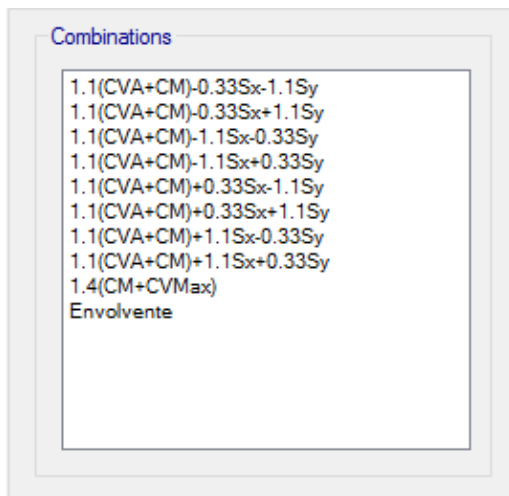 Combinations
1.1(CVA+CM)-0.33Sx-1.1Sy
1.1(CVA+CM)-0.33Sx+1.1Sy
1.1(CVA+CM)-1.1Sx-0.33Sy
1.1(CVA+CM)-1.1Sx+0.33Sy
1.1(CVA+CM)+0.33Sx-1.1Sy
1.1(CVA+CM)+0.33Sx+1.1Sy
1.1(CVA+CM)+1.1Sx-0.33Sy
1.1(CVA+CM)+1.1Sx+0.33Sy
1.4(CM+CVMax)
Envolvente